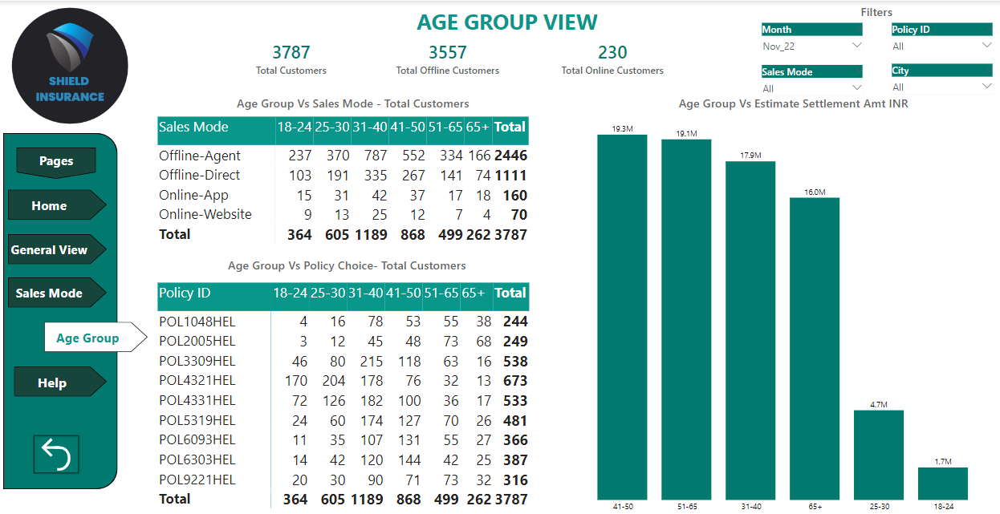 SHIELD
INSURANCE
Pages
Home
General View
Sales Mode
Age Group
Help
AGE GROUP VIEW
3787
Total Customers
3557
Total Offline Customers
230
Total Online Customers
Filters
Month
Nov_22
Policy ID
All
Sales Mode
All
City
All
Age Group Vs Sales Mode - Total Customers
Sales Mode 18-24 25-30 31-40 41-50 51-65 65+ Total
Offline-Agent 237 370 787 552 334 166 2446
Offline-Direct 103 191 335 267 141 74 1111
Online-App 15 31 42 37 17 18 160
Online-Website 9 13 25 12 7 4 70
Total 364 605 1189 868 499 262 3787
Age Group Vs Policy Choice- Total Customers
Policy ID 18-24 25-30 31-40 41-50 51-65 65+ Total
POL1048HEL 4 16 78 53 55 38 244
POL2005HEL 3 12 45 48 73 68 249
POL3309HEL 46 80 215 118 63 16 538
POL4321HEL 170 204 178 76 32 13 673
POL4331HEL 72 126 182 100 36 17 533
POL5319HEL 24 60 174 127 70 26 481
POL6093HEL 11 35 107 131 55 27 366
POL6303HEL 14 42 120 144 42 25 387
POL9221HEL 20 30 90 71 73 32 316
Total 364 605 1189 868 499 262 3787
Age Group Vs Estimate Settlement Amt INR
19.3M 19.1M 17.9M 16.0M 4.7M 1.7M
41-50 51-65 31-40 65+ 25-30 18-24